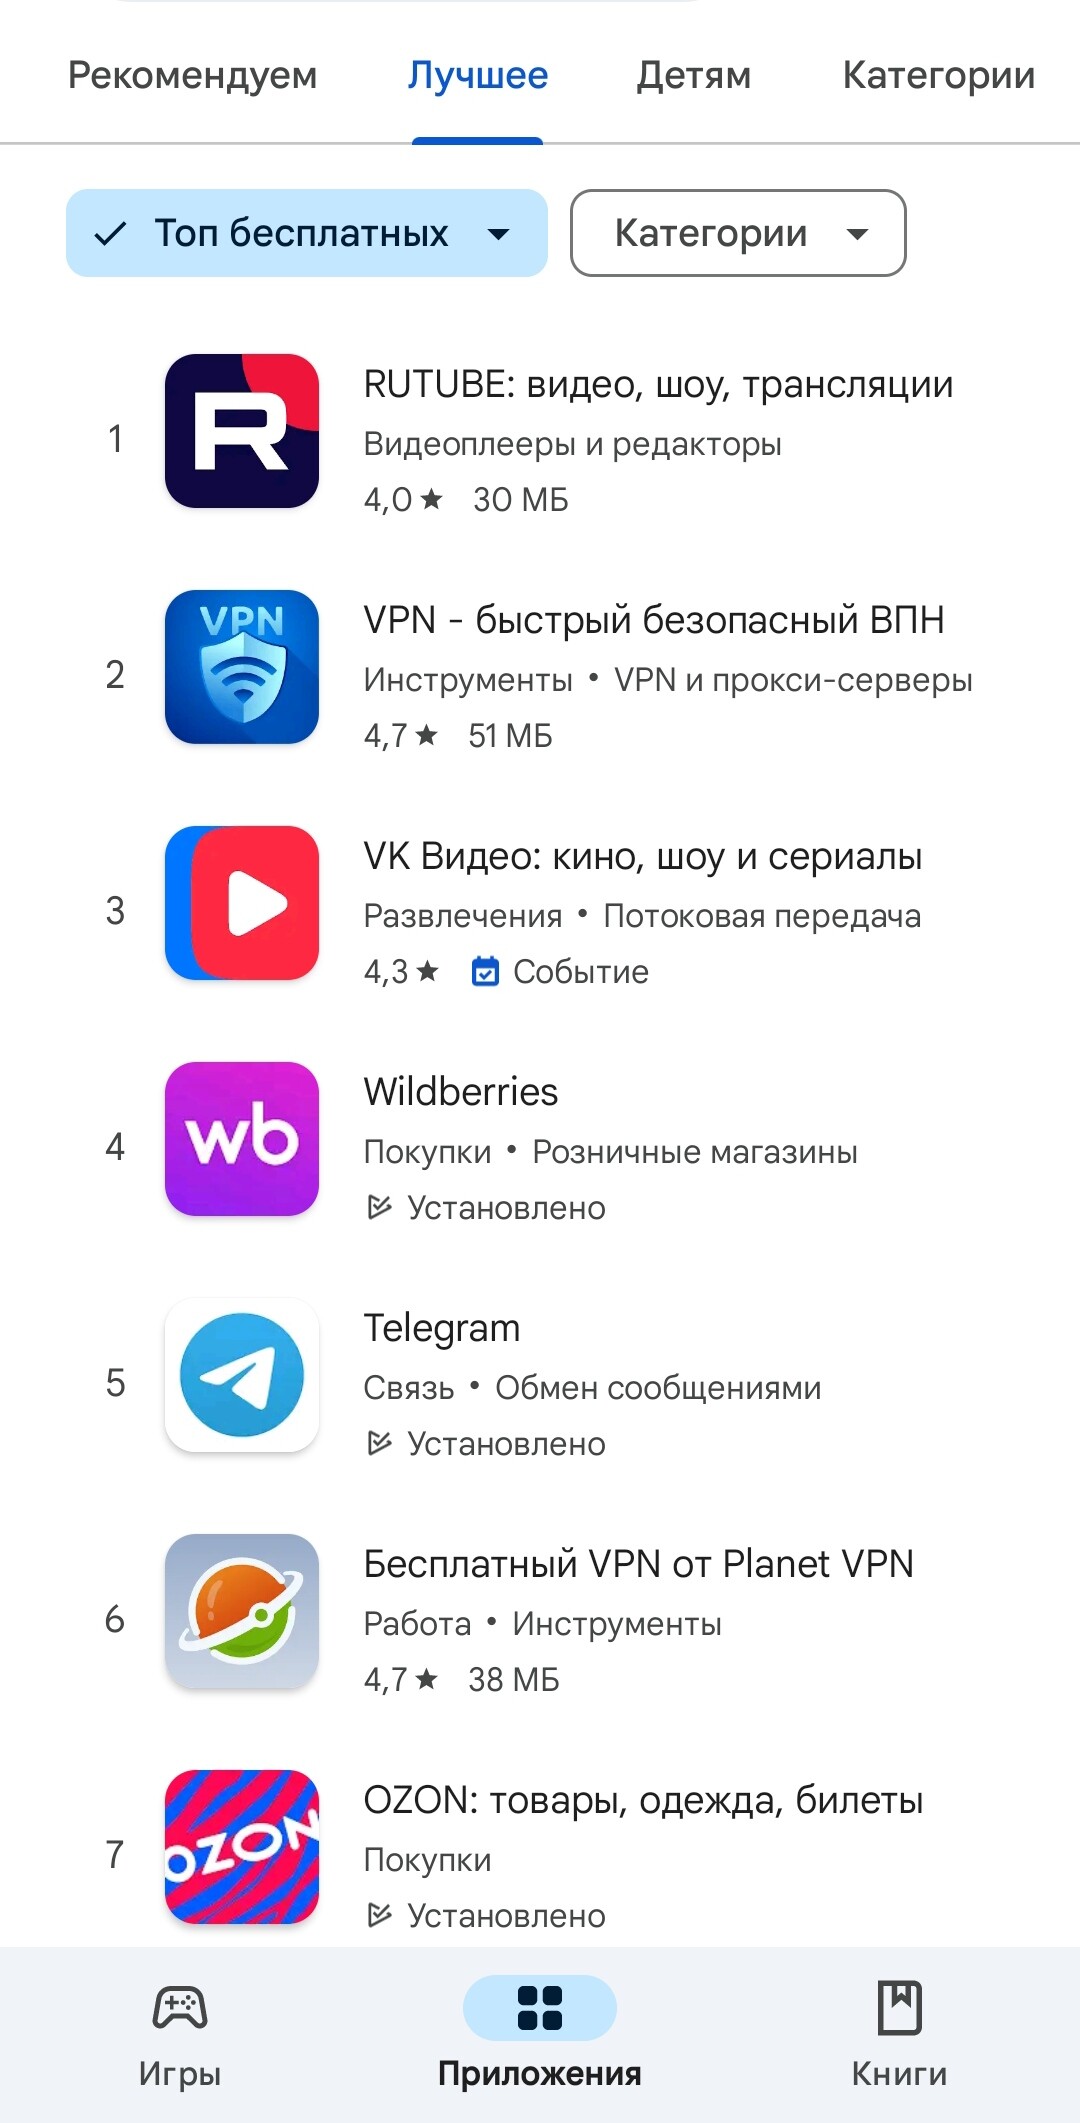 Рекомендуем Лучшее Детям Категории
Топ бесплатных Категории
1
R
RUTUBE: видео, шоу, трансляции
Видеоплееры и редакторы
4,0 30 МБ
2
VPN
VPN - быстрый безопасный ВПН
Инструменты • VPN и прокси-серверы
4,7 51 МБ
3
VK Видео: кино, шоу и сериалы
Развлечения • Потоковая передача
4,3 Событие
4
wb
Wildberries
Покупки • Розничные магазины
Установлено
5
Telegram
Связь • Обмен сообщениями
Установлено
6
Бесплатный VPN от Planet VPN
Работа • Инструменты
4,7 38 МБ
7
OZON
OZON: товары, одежда, билеты
Покупки
Установлено
Игры Приложения Книги